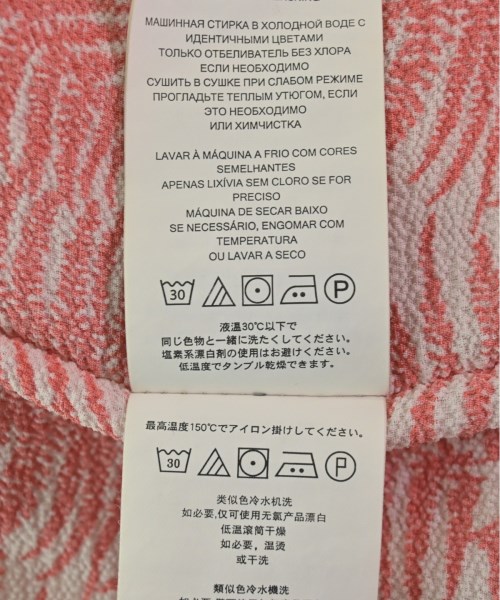 МАШИННАЯ СТИРКА В ХОЛОДНОЙ ВОДЕ С
ИДЕНТИЧНЫМИ ЦВЕТАМИ
ТОЛЬКО ОТБЕЛИВАТЕЛЬ БЕЗ ХЛОРА
ЕСЛИ НЕОБХОДИМО
СУШИТЬ В СУШКЕ ПРИ СЛАБОМ РЕЖИМЕ
ПРОГЛАДЬТЕ ТЕПЛЫМ УТЮГОМ, ЕСЛИ
ЭТО НЕОБХОДИМО
ИЛИ ХИМЧИСТКА
LAVAR À MÁQUINA A FRIO COM CORES
SEMELHANTES
APENAS LIXÍVIA SEM CLORO SE FOR
PRECISO
MÁQUINA DE SECAR BAIXO
SE NECESSÁRIO, ENGOMAR COM
TEMPERATURA
OU LAVAR A SECO
30 P
液温30℃以下で
同じ色物と一緒に洗たくしてください。
塩素系漂白剤の使用はお避けください。
低温度でタンブル乾燥できます。
最高温度150℃でアイロン掛けしてください。
30 P
类似色冷水机洗
如必要,仅可使用无氯产品漂白
低温滚筒干燥
如必要，温烫
或干洗
類似色冷水機洗